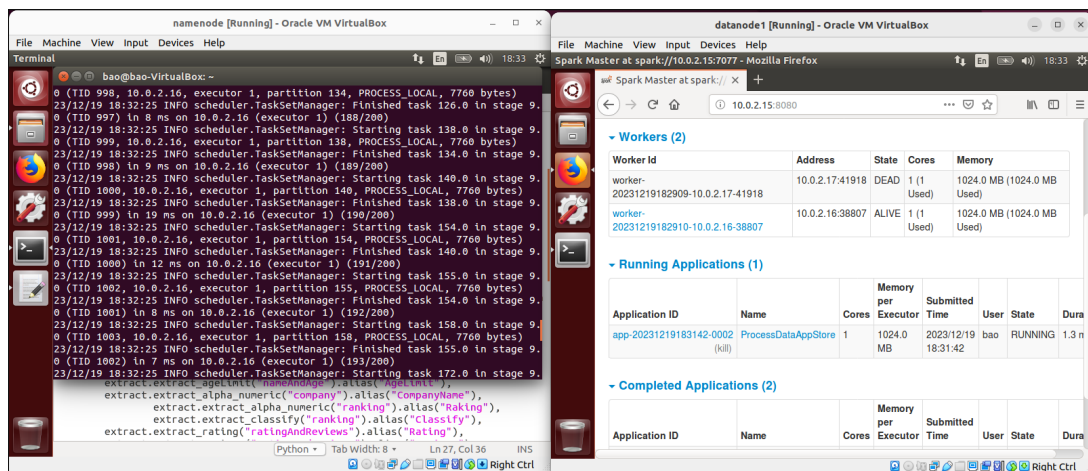 namenode [Running] - Oracle VM VirtualBox
File Machine View Input Devices Help
Terminal
En
18:33
bao@bao-VirtualBox: ~
0 (TID 998, 10.0.2.16, executor 1, partition 134, PROCESS_LOCAL, 7760 bytes)
23/12/19 18:32:25 INFO scheduler.TaskSetManager: Finished task 126.0 in stage 9.
0 (TID 997) in 8 ms on 10.0.2.16 (executor 1) (188/200)
23/12/19 18:32:25 INFO scheduler.TaskSetManager: Starting task 138.0 in stage 9.
0 (TID 999, 10.0.2.16, executor 1, partition 138, PROCESS_LOCAL, 7760 bytes)
23/12/19 18:32:25 INFO scheduler.TaskSetManager: Finished task 134.0 in stage 9.
0 (TID 998) in 9 ms on 10.0.2.16 (executor 1) (189/200)
23/12/19 18:32:25 INFO scheduler.TaskSetManager: Starting task 140.0 in stage 9.
0 (TID 1000, 10.0.2.16, executor 1, partition 140, PROCESS_LOCAL, 7760 bytes)
23/12/19 18:32:25 INFO scheduler.TaskSetManager: Finished task 138.0 in stage 9.
0 (TID 999) in 19 ms on 10.0.2.16 (executor 1) (190/200)
23/12/19 18:32:25 INFO scheduler.TaskSetManager: Starting task 154.0 in stage 9.
0 (TID 1001, 10.0.2.16, executor 1, partition 154, PROCESS_LOCAL, 7760 bytes)
23/12/19 18:32:25 INFO scheduler.TaskSetManager: Finished task 140.0 in stage 9.
0 (TID 1000) in 12 ms on 10.0.2.16 (executor 1) (191/200)
23/12/19 18:32:25 INFO scheduler.TaskSetManager: Starting task 155.0 in stage 9.
0 (TID 1002, 10.0.2.16, executor 1, partition 155, PROCESS_LOCAL, 7760 bytes)
23/12/19 18:32:25 INFO scheduler.TaskSetManager: Finished task 154.0 in stage 9.
0 (TID 1001) in 8 ms on 10.0.2.16 (executor 1) (192/200)
23/12/19 18:32:25 INFO scheduler.TaskSetManager: Starting task 158.0 in stage 9.
0 (TID 1003, 10.0.2.16, executor 1, partition 158, PROCESS_LOCAL, 7760 bytes)
23/12/19 18:32:25 INFO scheduler.TaskSetManager: Finished task 155.0 in stage 9.
0 (TID 1002) in 7 ms on 10.0.2.16 (executor 1) (193/200)
23/12/19 18:32:25 INFO scheduler.TaskSetManager: Starting task 172.0 in stage 9.
extract.extract_ageLimit("nameAndAge").alias("AgeLimit"),
extract.extract_alpha_numeric("company").alias("CompanyName"),
extract.extract_alpha_numeric("ranking").alias("Raking"),
extract.extract_classify("ranking").alias("Classify"),
extract.extract_rating("ratingAndReviews").alias("Rating"),
Python Tab Width: 8 Ln 27, Col 36 INS
Right Ctrl
datanode1 [Running] - Oracle VM VirtualBox
File Machine View Input Devices Help
Spark Master at spark://10.0.2.15:7077 - Mozilla Firefox
En
18:33
Spark Master at spark://
10.0.2.15:8080
Workers (2)
Worker Id Address State Cores Memory
worker-20231219182909-10.0.2.17-41918 10.0.2.17:41918 DEAD 1 (1 Used) 1024.0 MB (1024.0 MB Used)
worker-20231219182910-10.0.2.16-38807 10.0.2.16:38807 ALIVE 1 (1 Used) 1024.0 MB (1024.0 MB Used)
Running Applications (1)
Application ID Name Cores Memory per Executor Submitted Time User State Dura
app-20231219183142-0002 (kill) ProcessDataAppStore 1 1024.0 MB 2023/12/19 18:31:42 bao RUNNING 1.3 m
Completed Applications (2)
Application ID Name Cores Memory per Executor Submitted Time User State Dura
Right Ctrl